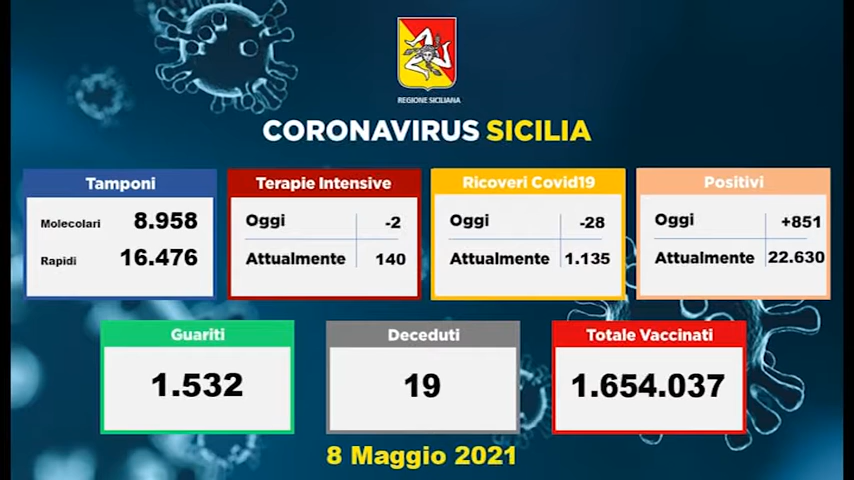 REGIONE SICILIANA
CORONAVIRUS SICILIA
Tamponi
Molecolari 8.958
Rapidi 16.476
Terapie Intensive
Oggi -2
Attualmente 140
Ricoveri Covid19
Oggi -28
Attualmente 1.135
Positivi
Oggi +851
Attualmente 22.630
Guariti
1.532
Deceduti
19
Totale Vaccinati
1.654.037
8 Maggio 2021